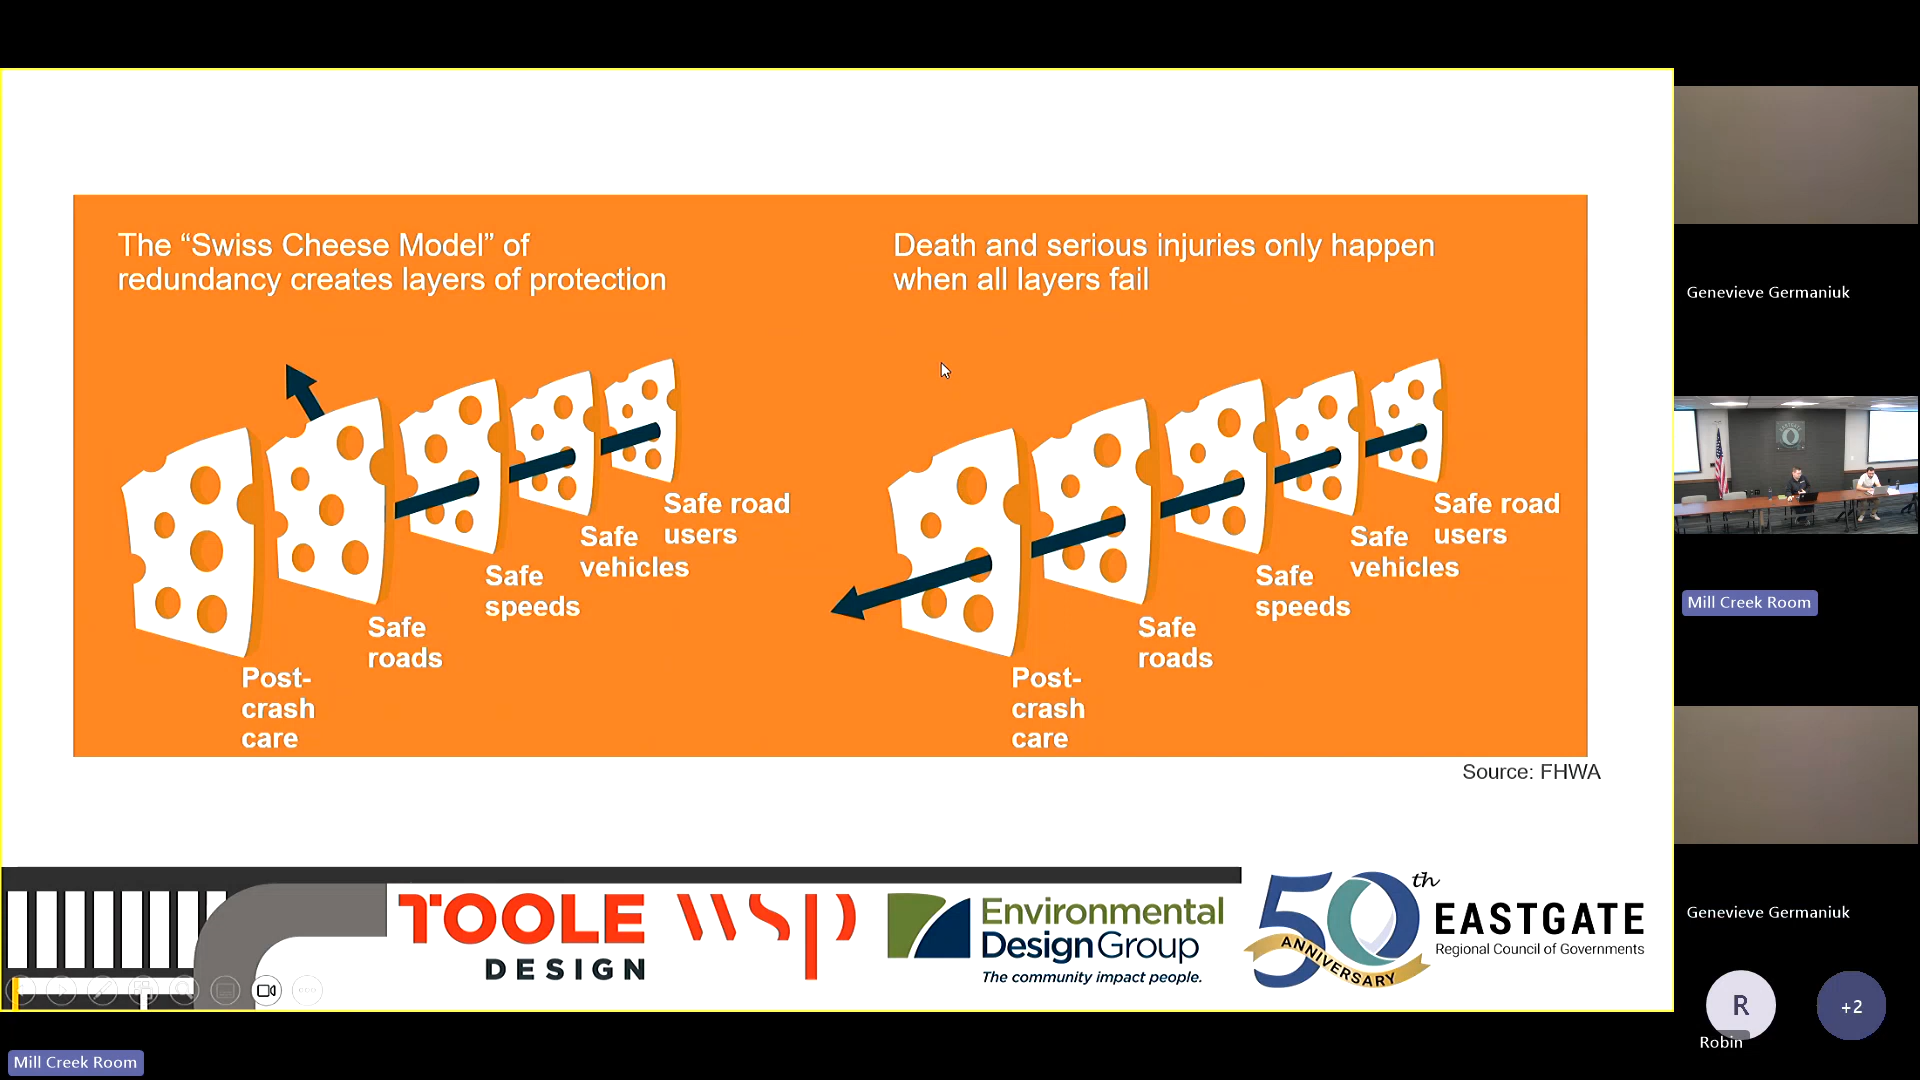 The “Swiss Cheese Model” of
redundancy creates layers of protection
Death and serious injuries only happen
when all layers fail
Safe road
users
Safe
vehicles
Safe
speeds
Safe
roads
Post-
crash
care
Safe road
users
Safe
vehicles
Safe
speeds
Safe
roads
Post-
crash
care
Source: FHWA
TOOLE
DESIGN
wsp
Environmental
Design Group
The community impact people.
50th
ANNIVERSARY
EASTGATE
Regional Council of Governments
Genevieve Germaniuk
Mill Creek Room
Genevieve Germaniuk
R
Robin
+2
Mill Creek Room